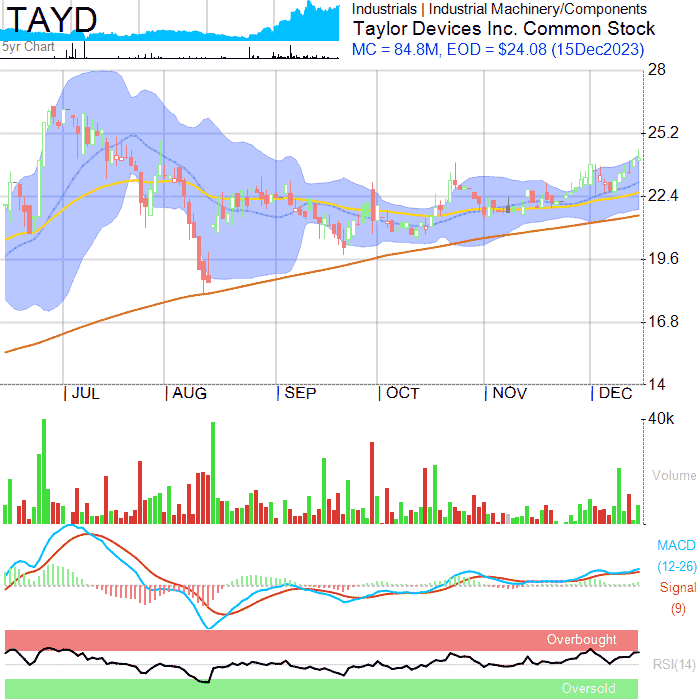 TAYD
5yr Chart
Industrials | Industrial Machinery/Components
Taylor Devices Inc. Common Stock
MC = 84.8M, EOD = $24.08 (15Dec2023)
28
25.2
22.4
19.6
16.8
14
| JUL | AUG | SEP | OCT | NOV | DEC
40k
Volume
MACD
(12-26)
Signal
(9)
Overbought
RSI(14)
Oversold